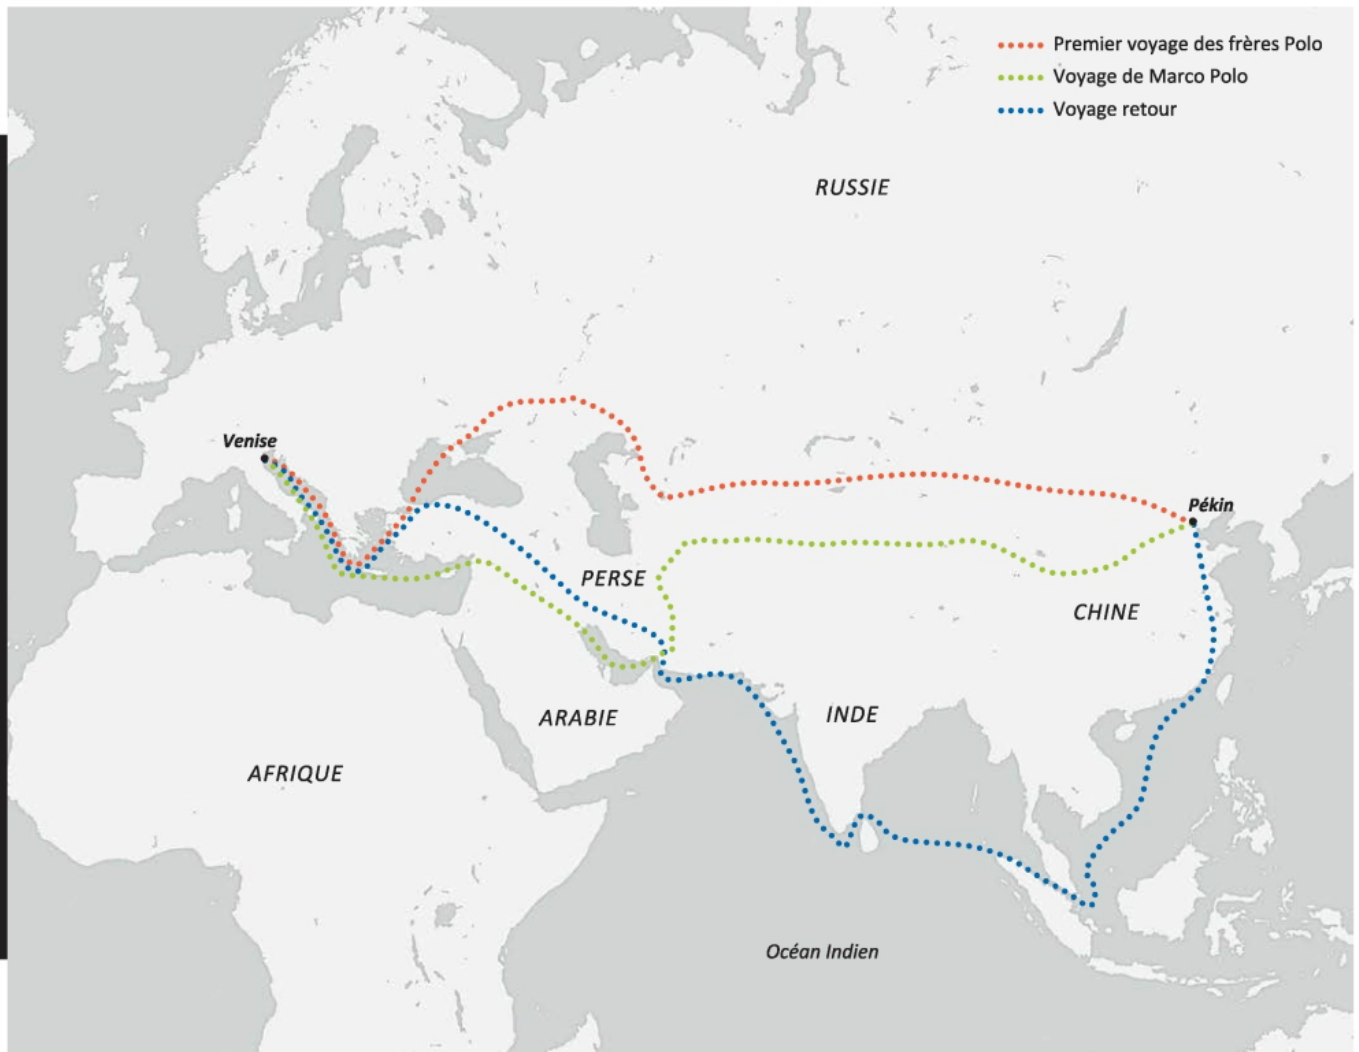 Premier voyage des frères Polo
Voyage de Marco Polo
Voyage retour
RUSSIE
Venise
Pékin
PERSE
CHINE
ARABIE
INDE
AFRIQUE
Océan Indien